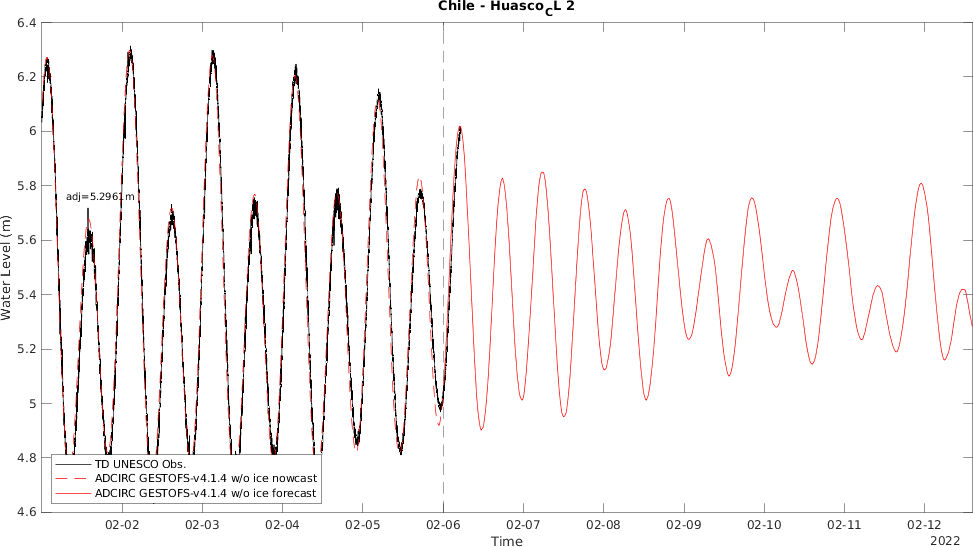 Chile - Huasco_CL 2
6.4
6.2
6
5.8
5.6
5.4
5.2
5
4.8
4.6
Water Level (m)
adj=5.2961m
TD UNESCO Obs.
ADCIRC GESTOFS-v4.1.4 w/o ice nowcast
ADCIRC GESTOFS-v4.1.4 w/o ice forecast
02-02 02-03 02-04 02-05 02-06 02-07 02-08 02-09 02-10 02-11 02-12
Time
2022